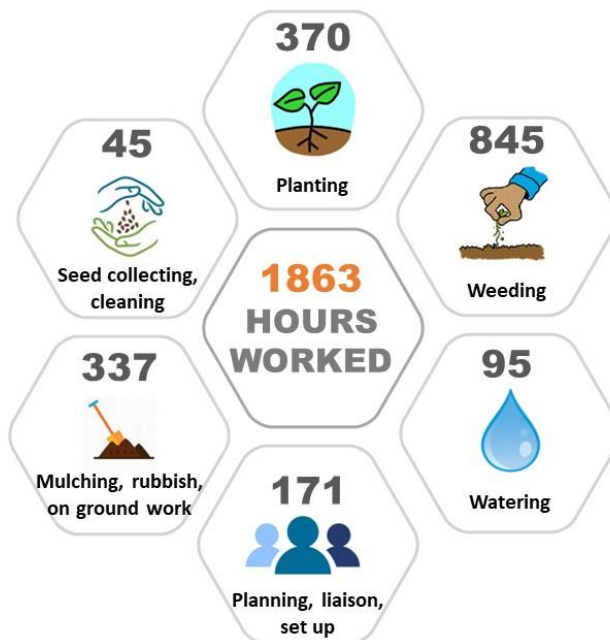 370
Planting
45
Seed collecting,
cleaning
845
Weeding
1863
HOURS
WORKED
337
Mulching, rubbish,
on ground work
95
Watering
171
Planning, liaison,
set up